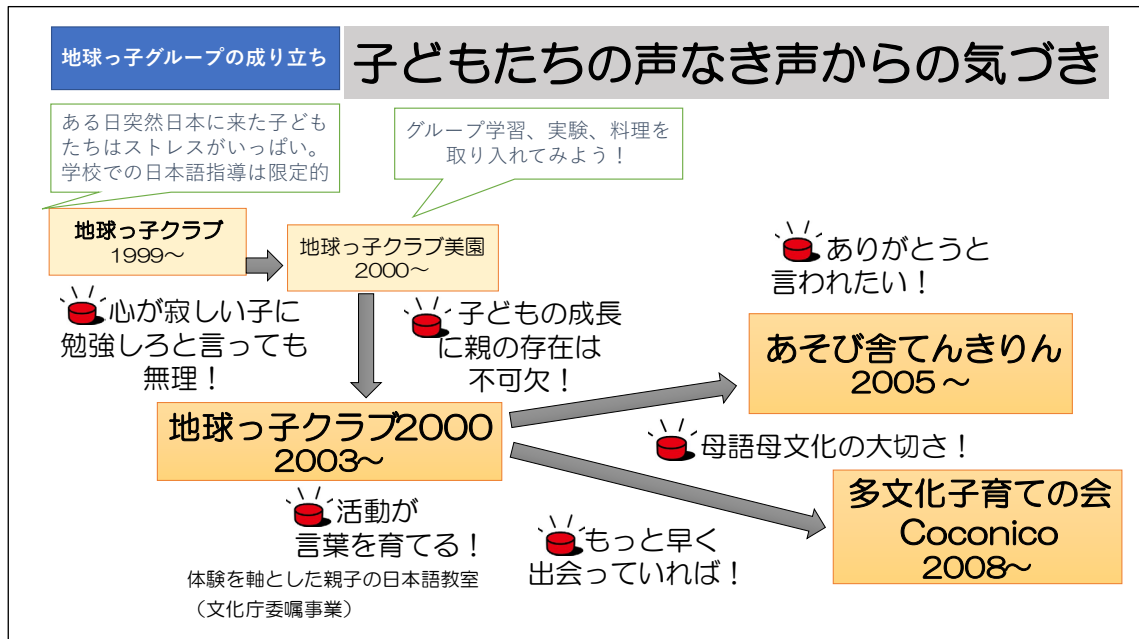 地球っ子グループの成り立ち
子どもたちの声なき声からの気づき
ある日突然日本に来た子ども
たちはストレスがいっぱい。
学校での日本語指導は限定的
グループ学習、実験、料理を
取り入れてみよう！
地球っ子クラブ
1999～
地球っ子クラブ美園
2000～
心が寂しい子に
勉強しろと言っても
無理！
子どもの成長
に親の存在は
不可欠！
ありがとうと
言われたい！
あそび舎てんきりん
2005～
地球っ子クラブ2000
2003～
母語母文化の大切さ！
多文化子育ての会
Coconico
2008～
活動が
言葉を育てる！
体験を軸とした親子の日本語教室
（文化庁委嘱事業）
もっと早く
出会っていれば！